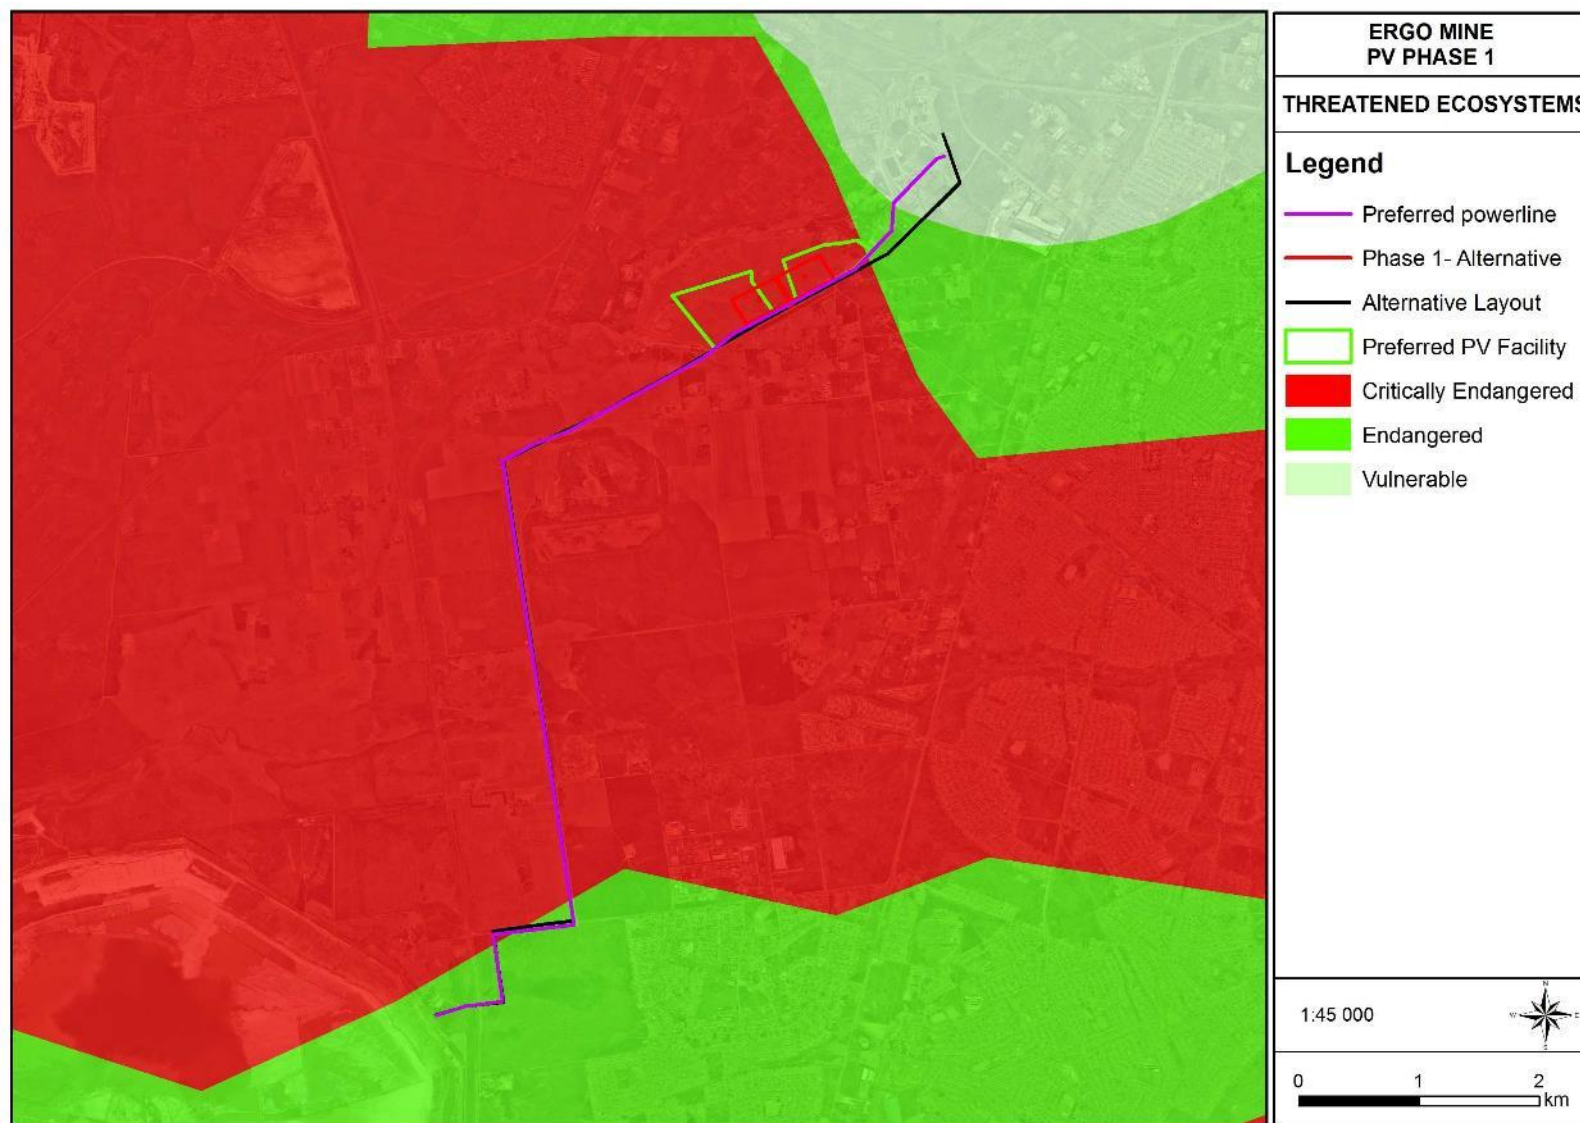 ERGO MINE
PV PHASE 1
THREATENED ECOSYSTEMS
Legend
Preferred powerline
Phase 1- Alternative
Alternative Layout
Preferred PV Facility
Critically Endangered
Endangered
Vulnerable
1:45 000
N
W E
S
0 1 2
km